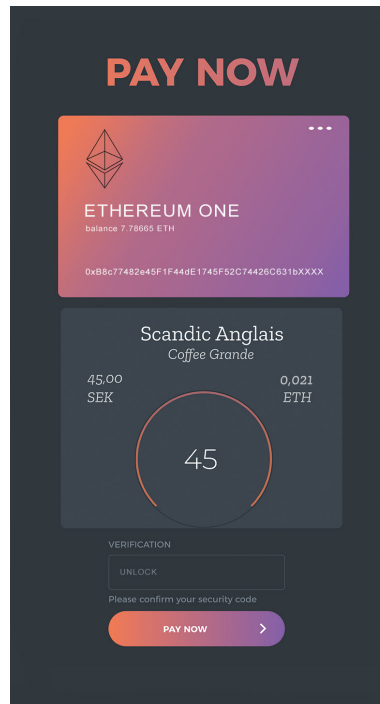 PAY NOW
ETHEREUM ONE
balance 7.78665 ETH
0xB8c77482e45F1F44dE1745F52C74426C631bXXXX
Scandic Anglais
Coffee Grande
45,00
SEK
0,021
ETH
45
VERIFICATION
UNLOCK
Please confirm your security code
PAY NOW